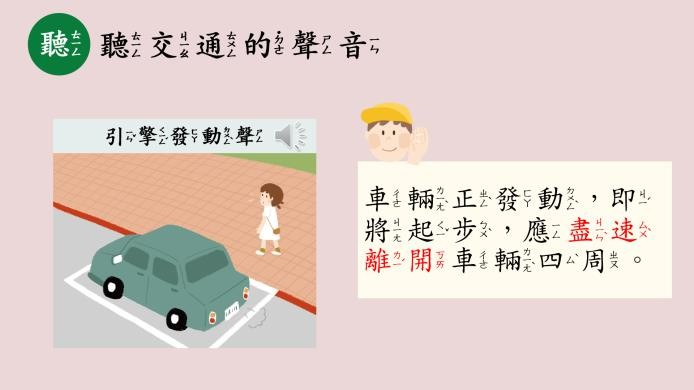 聽
聽交通的聲音
引擎發動聲
車輛正發動，即
將起步，應盡速
離開車輛四周。